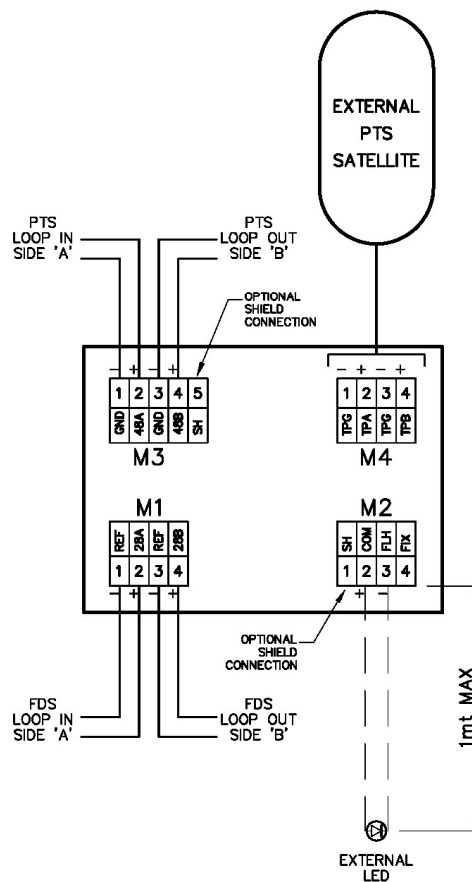 EXTERNAL
PTS
SATELLITE
PTS
LOOP IN
SIDE 'A'
PTS
LOOP OUT
SIDE 'B'
OPTIONAL
SHIELD
CONNECTION
- + - +
1 2 3 4 5
GND 48A GND 48B SH
M3
- + - +
1 2 3 4
TPG TPA TPG TPB
M4
M1
REF 28A REF 28B
1 2 3 4
- + - +
M2
SH COM FLH FIX
1 2 3 4
+ -
OPTIONAL
SHIELD
CONNECTION
FDS
LOOP IN
SIDE 'A'
FDS
LOOP OUT
SIDE 'B'
1mt MAX
EXTERNAL
LED